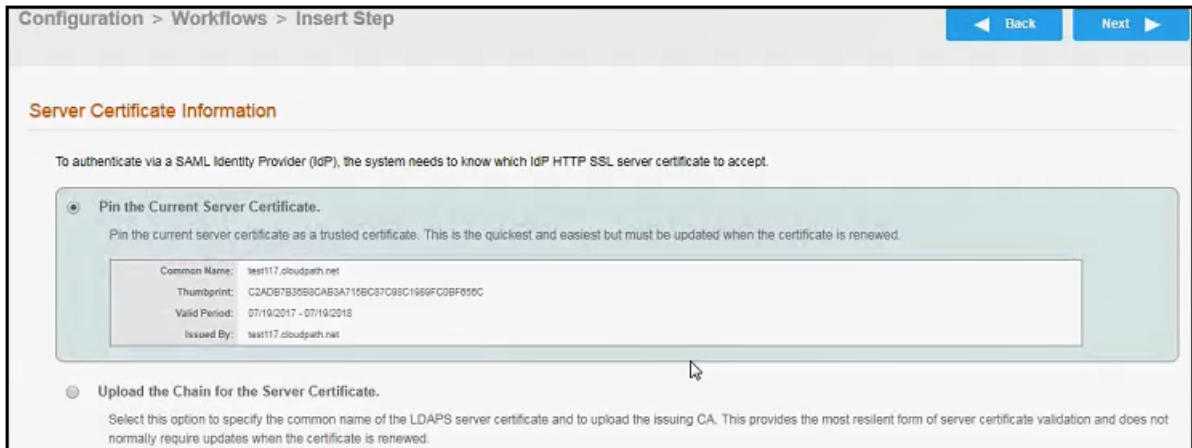 Configuration > Workflows > Insert Step
Back
Next
Server Certificate Information
To authenticate via a SAML Identity Provider (IdP), the system needs to know which IdP HTTP SSL server certificate to accept.
Pin the Current Server Certificate.
Pin the current server certificate as a trusted certificate. This is the quickest and easiest but must be updated when the certificate is renewed.
Common Name: test117.cloudpath.net
Thumbprint:
Valid Period: 07/19/2017 - 07/19/2018
Issued By: test117.cloudpath.net
Upload the Chain for the Server Certificate.
Select this option to specify the common name of the LDAPS server certificate and to upload the issuing CA. This provides the most resilent form of server certificate validation and does not
normally require updates when the certificate is renewed.